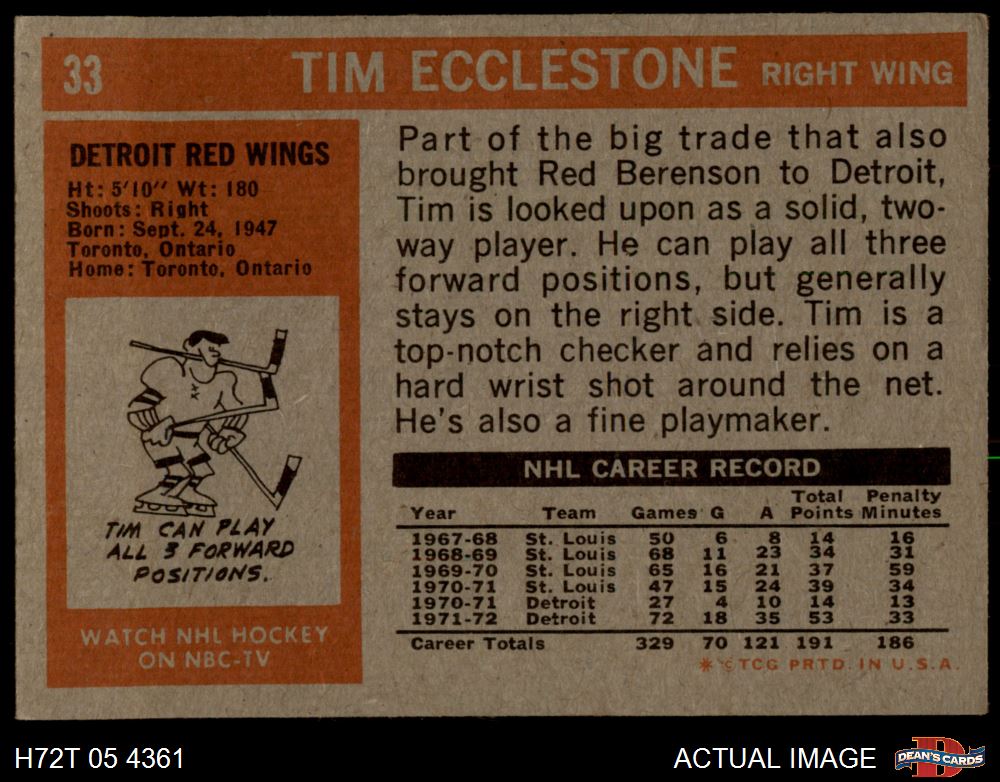 33 TIM ECCLESTONE RIGHT WING
DETROIT RED WINGS
Ht: 5'10" Wt: 180
Shoots: Right
Born: Sept. 24, 1947
Toronto, Ontario
Home: Toronto, Ontario
TIM CAN PLAY
ALL 3 FORWARD
POSITIONS.
WATCH NHL HOCKEY
ON NBC-TV
Part of the big trade that also
brought Red Berenson to Detroit,
Tim is looked upon as a solid, two-
way player. He can play all three
forward positions, but generally
stays on the right side. Tim is a
top-notch checker and relies on a
hard wrist shot around the net.
He's also a fine playmaker.
NHL CAREER RECORD
Year Team Games G A Total Points Penalty Minutes
1967-68 St. Louis 50 6 8 14 16
1968-69 St. Louis 68 11 23 34 31
1969-70 St. Louis 65 16 21 37 59
1970-71 St. Louis 47 15 24 39 34
1970-71 Detroit 27 4 10 14 13
1971-72 Detroit 72 18 35 53 33
Career Totals 329 70 121 191 186
* © TCG PRTD. IN U.S.A.
H72T 05 4361
ACTUAL IMAGE
D
DEAN'S CARDS